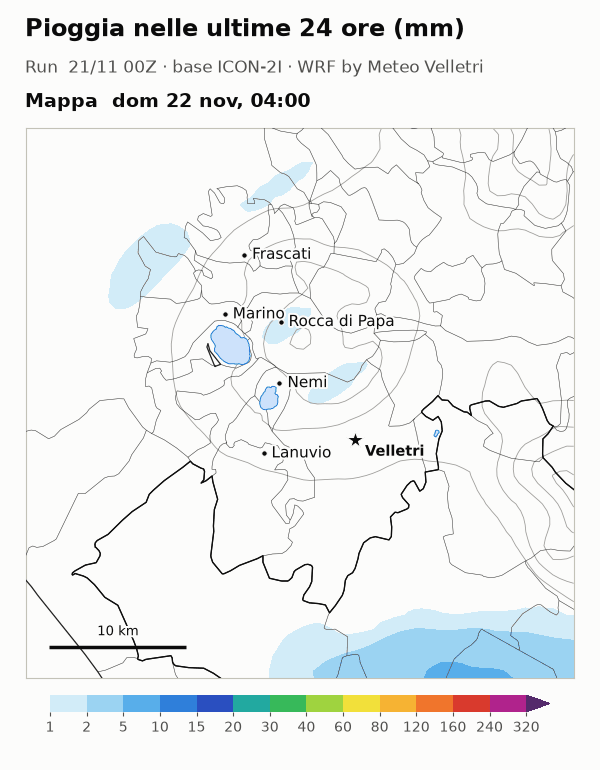 Pioggia nelle ultime 24 ore (mm)
Run  21/11 00Z · base ICON-2I · WRF by Meteo Velletri
Mappa  dom 22 nov, 04:00
Frascati
Marino
Rocca di Papa
Nemi
Velletri
Lanuvio
10 km
1 2 5 10 15 20 30 40 60 80 120 160 240 320